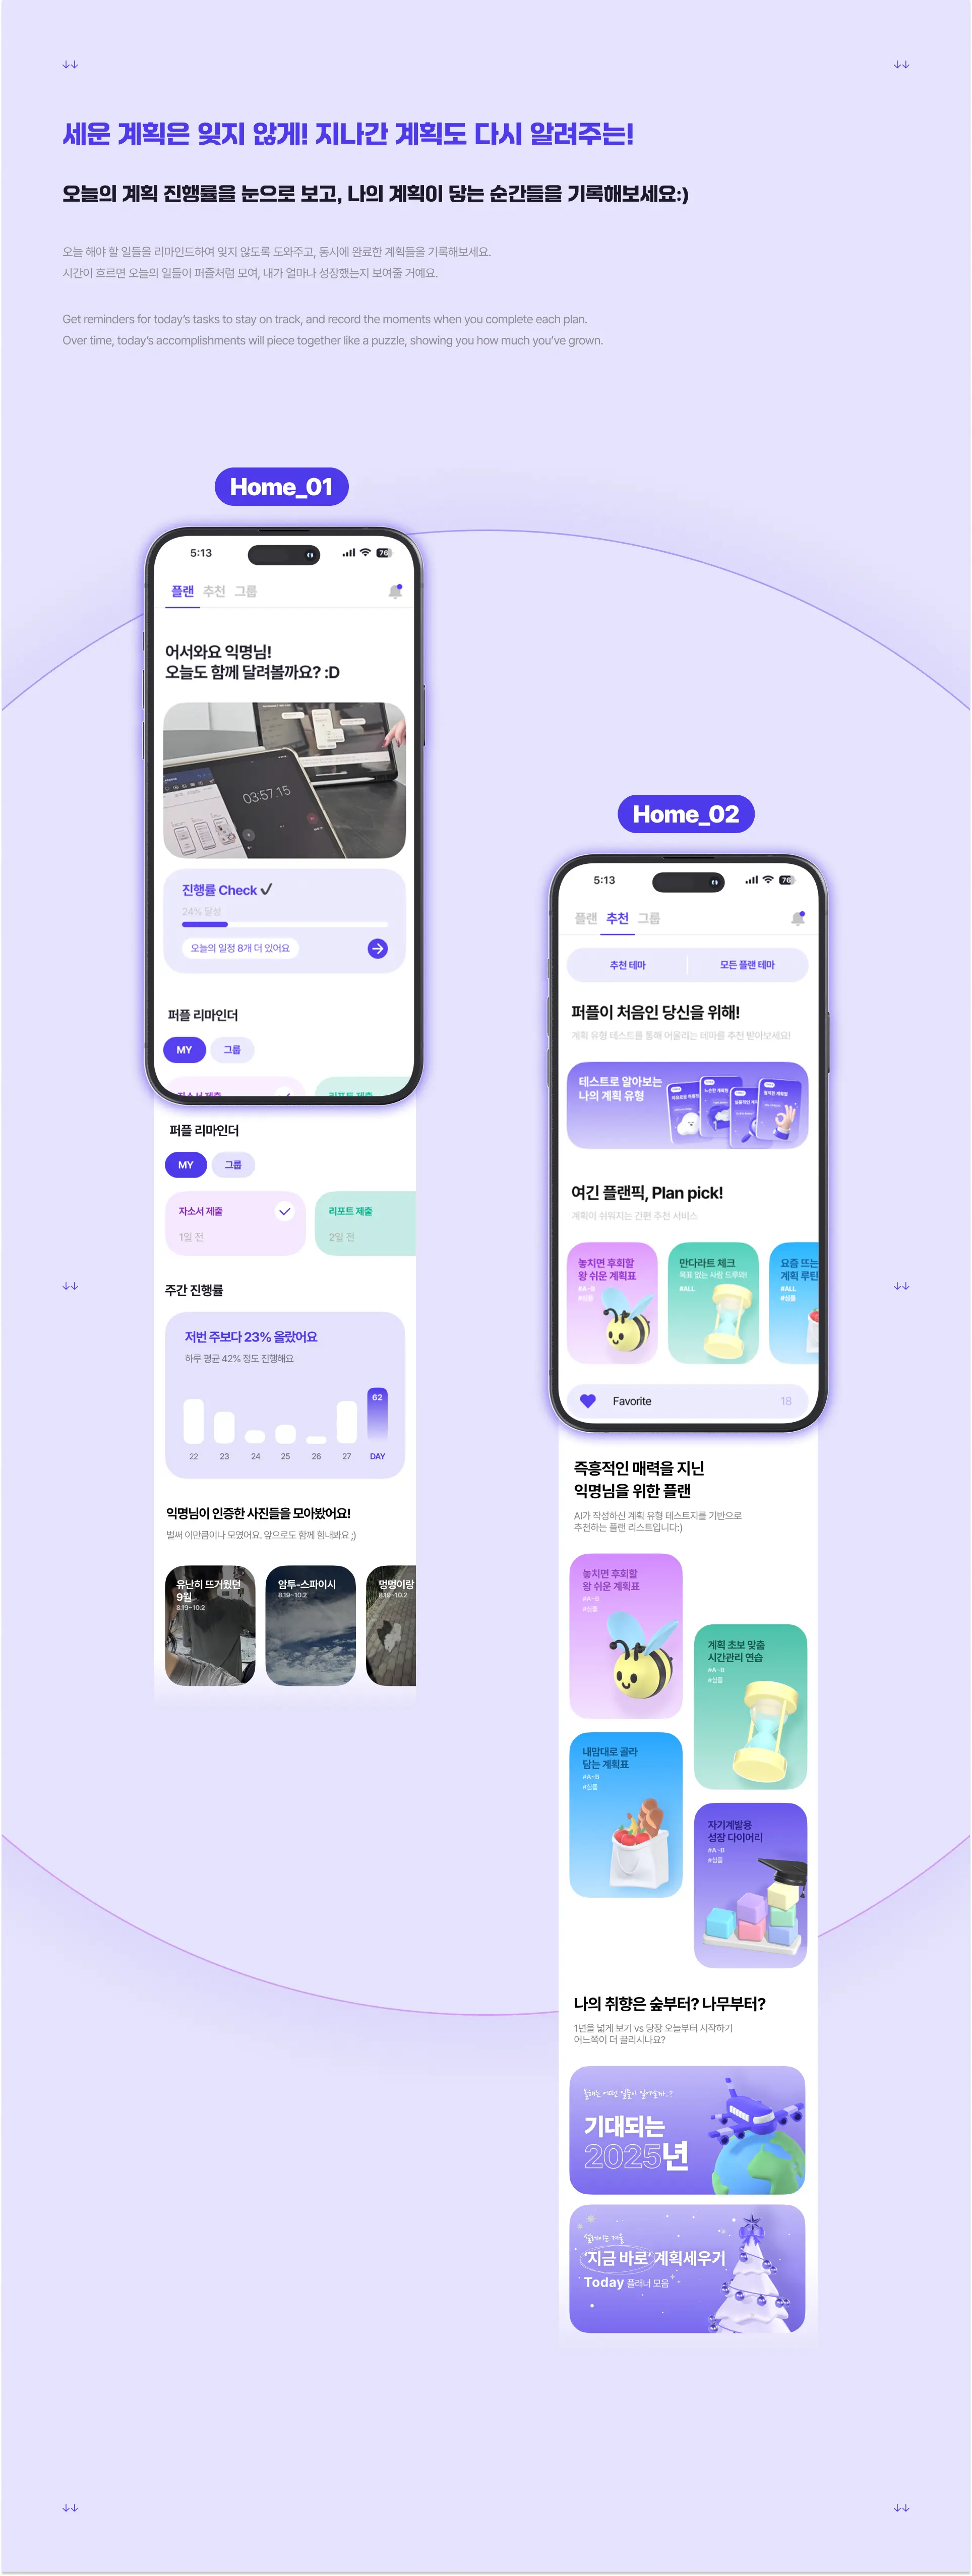 세운 계획은 잊지 않게! 지나간 계획도 다시 알려주는!
오늘의 계획 진행률을 눈으로 보고, 나의 계획이 닿는 순간들을 기록해보세요:)
오늘 해야 할 일들을 리마인드하여 잊지 않도록 도와주고, 동시에 완료한 계획들을 기록해보세요.
시간이 흐르면 오늘의 일들이 퍼즐처럼 모여, 내가 얼마나 성장했는지 보여줄 거예요.
Get reminders for today’s tasks to stay on track, and record the moments when you complete each plan.
Over time, today’s accomplishments will piece together like a puzzle, showing you how much you’ve grown.
Home_01
5:13
플랜 추천 그룹
어서와요 익명님!
오늘도 함께 달려볼까요? :D
03:57.15
진행률 Check ✓
24% 달성
오늘의 일정 8개 더 있어요
퍼플 리마인더
MY 그룹
자소서 제출 리포트 제출
퍼플 리마인더
MY 그룹
자소서 제출
1일 전
리포트 제출
2일 전
주간 진행률
저번 주보다 23% 올랐어요
하루 평균 42% 정도 진행해요
62
22 23 24 25 26 27 DAY
익명님이 인증한 사진들을 모아봤어요!
벌써 이만큼이나 모였어요. 앞으로도 함께 힘내봐요 ;)
유난히 뜨거웠던
9월
8.19~10.2
암투-스파이시
8.19~10.2
멍멍이랑
8.19~10.2
Home_02
5:13
플랜 추천 그룹
추천 테마 모든 플랜 테마
퍼플이 처음인 당신을 위해!
계획 유형 테스트를 통해 어울리는 테마를 추천 받아보세요!
테스트로 알아보는
나의 계획 유형
여긴 플랜픽, Plan pick!
계획이 쉬워지는 간편 추천 서비스
놓치면 후회할
왕 쉬운 계획표
#A~B
#심플
만다라트 체크
목표 없는 사람 드루와!
#ALL
요즘 뜨는
계획 루틴
#ALL
#심플
Favorite 18
즉흥적인 매력을 지닌
익명님을 위한 플랜
AI가 작성하신 계획 유형 테스트지를 기반으로
추천하는 플랜 리스트입니다:)
놓치면 후회할
왕 쉬운 계획표
#A~B
#심플
계획 초보 맞춤
시간관리 연습
#A~B
#심플
내맘대로 골라
담는 계획표
#A~B
#심플
자기계발용
성장 다이어리
#A~B
#심플
나의 취향은 숲부터? 나무부터?
1년을 넓게 보기 vs 당장 오늘부터 시작하기
어느쪽이 더 끌리시나요?
올해는 어떤 일들이 일어날까..?
기대되는
2025년
설레이는 겨울
‘지금 바로’ 계획세우기
Today 플래너 모음